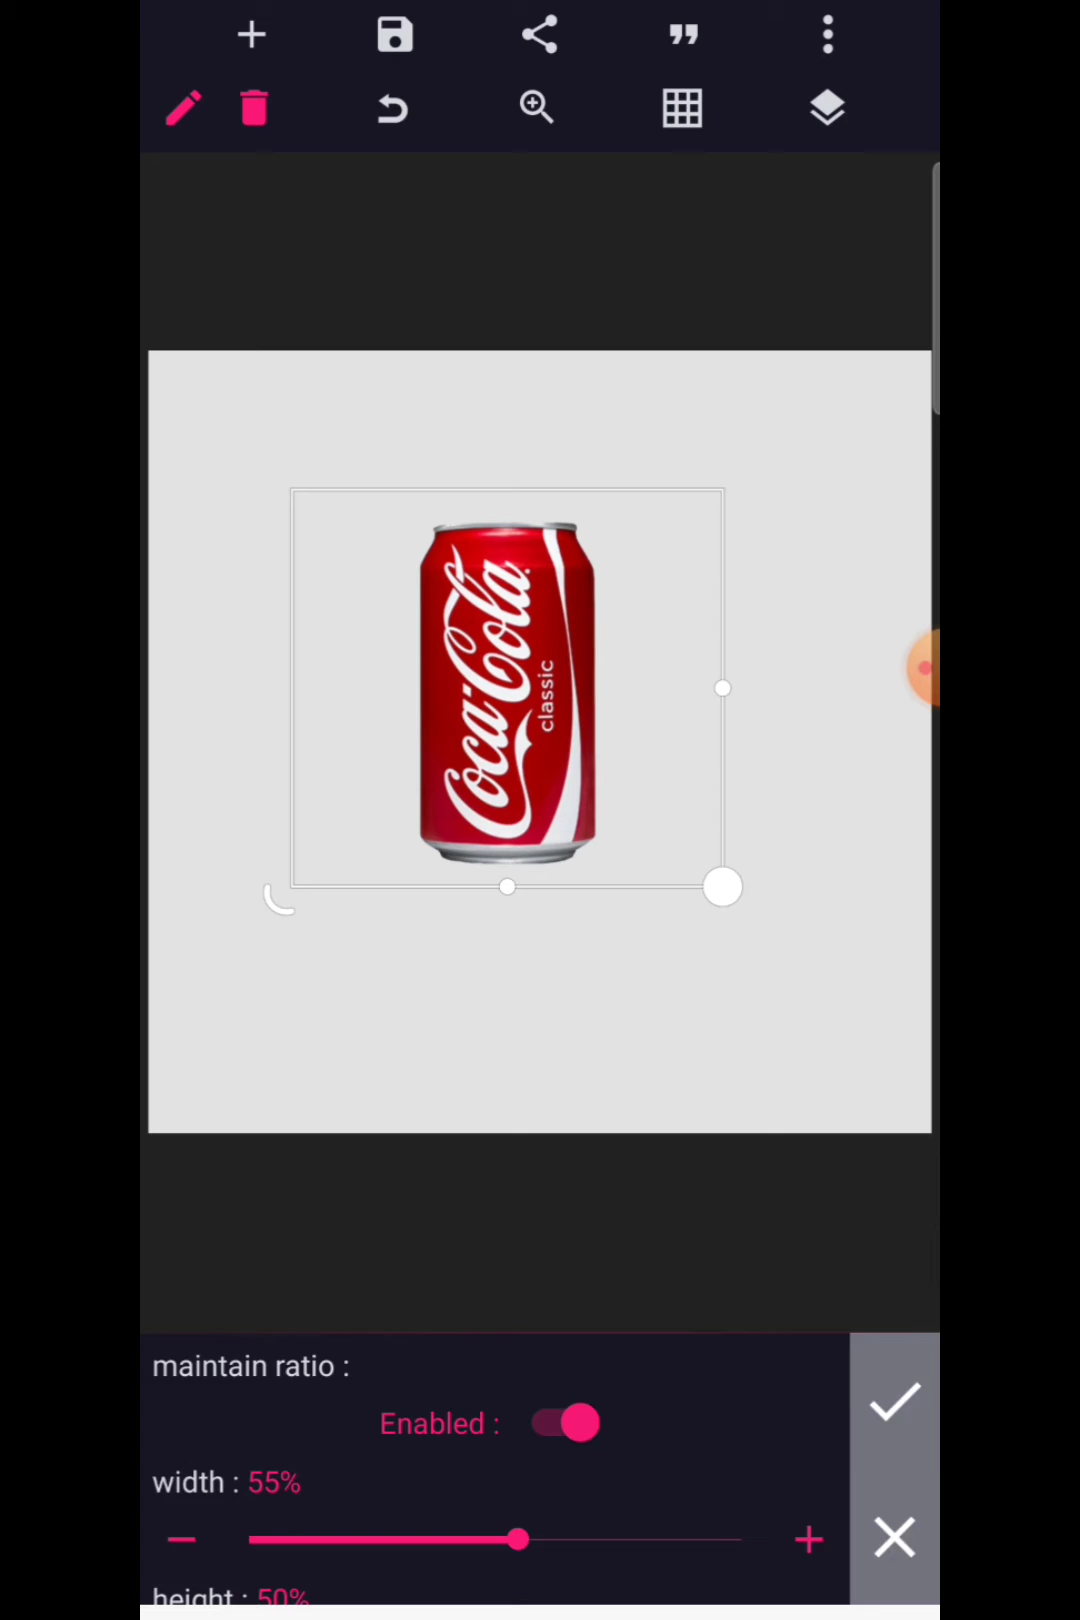 Coca-Cola
classic
maintain ratio :
Enabled :
width : 55%
height : 50%